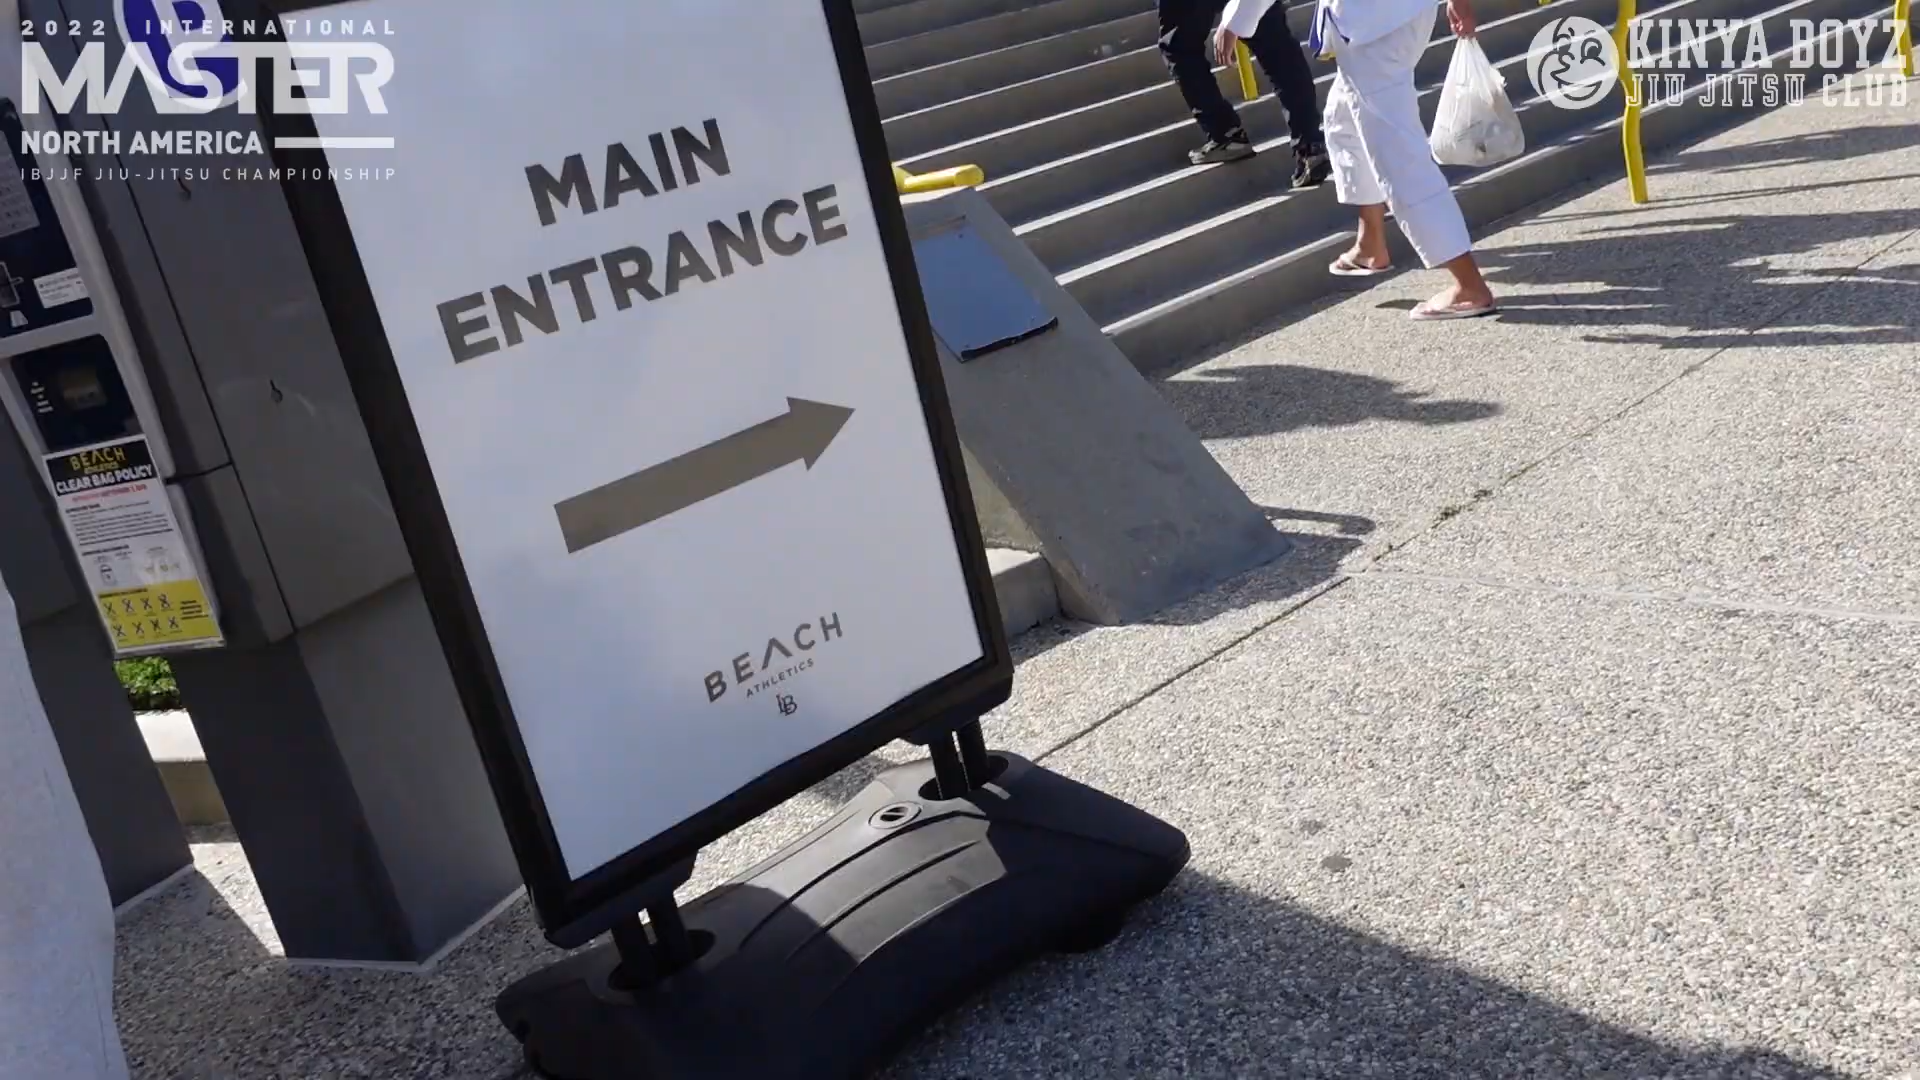 2022 INTERNATIONAL
MASTER
NORTH AMERICA
IBJJF JIU-JITSU CHAMPIONSHIP
KINYA BOYZ
JIU JITSU CLUB
MAIN
ENTRANCE
BEACH
ATHLETICS
LB
BEACH
ATHLETICS
CLEAR BAG POLICY